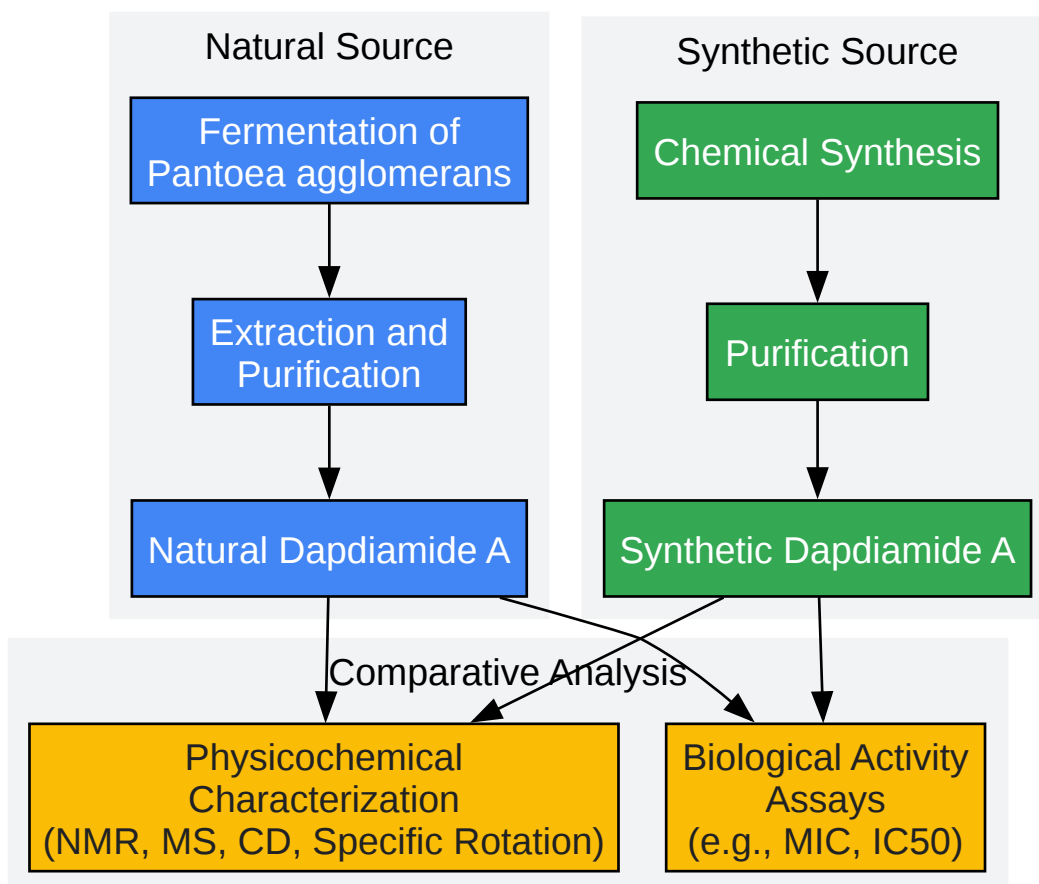 Natural Source
Fermentation of
Pantoea agglomerans
Extraction and
Purification
Natural Dapdiamide A
Synthetic Source
Chemical Synthesis
Purification
Synthetic Dapdiamide A
Comparative Analysis
Physicochemical
Characterization
(NMR, MS, CD, Specific Rotation)
Biological Activity
Assays
(e.g., MIC, IC50)